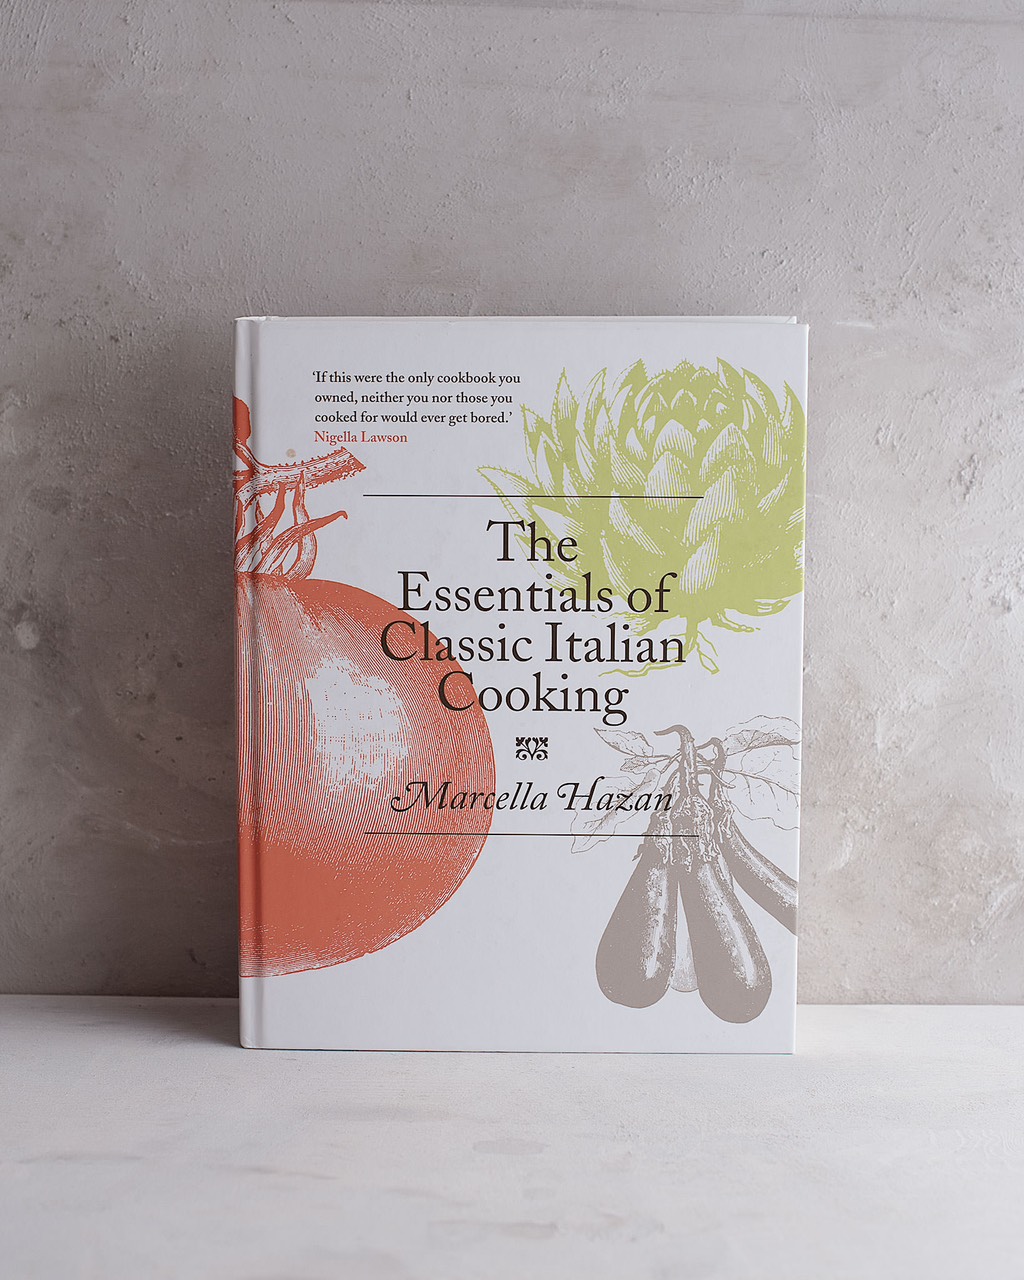 ‘If this were the only cookbook you
owned, neither you nor those you
cooked for would ever get bored.’
Nigella Lawson
The
Essentials of
Classic Italian
Cooking
Marcella Hazan